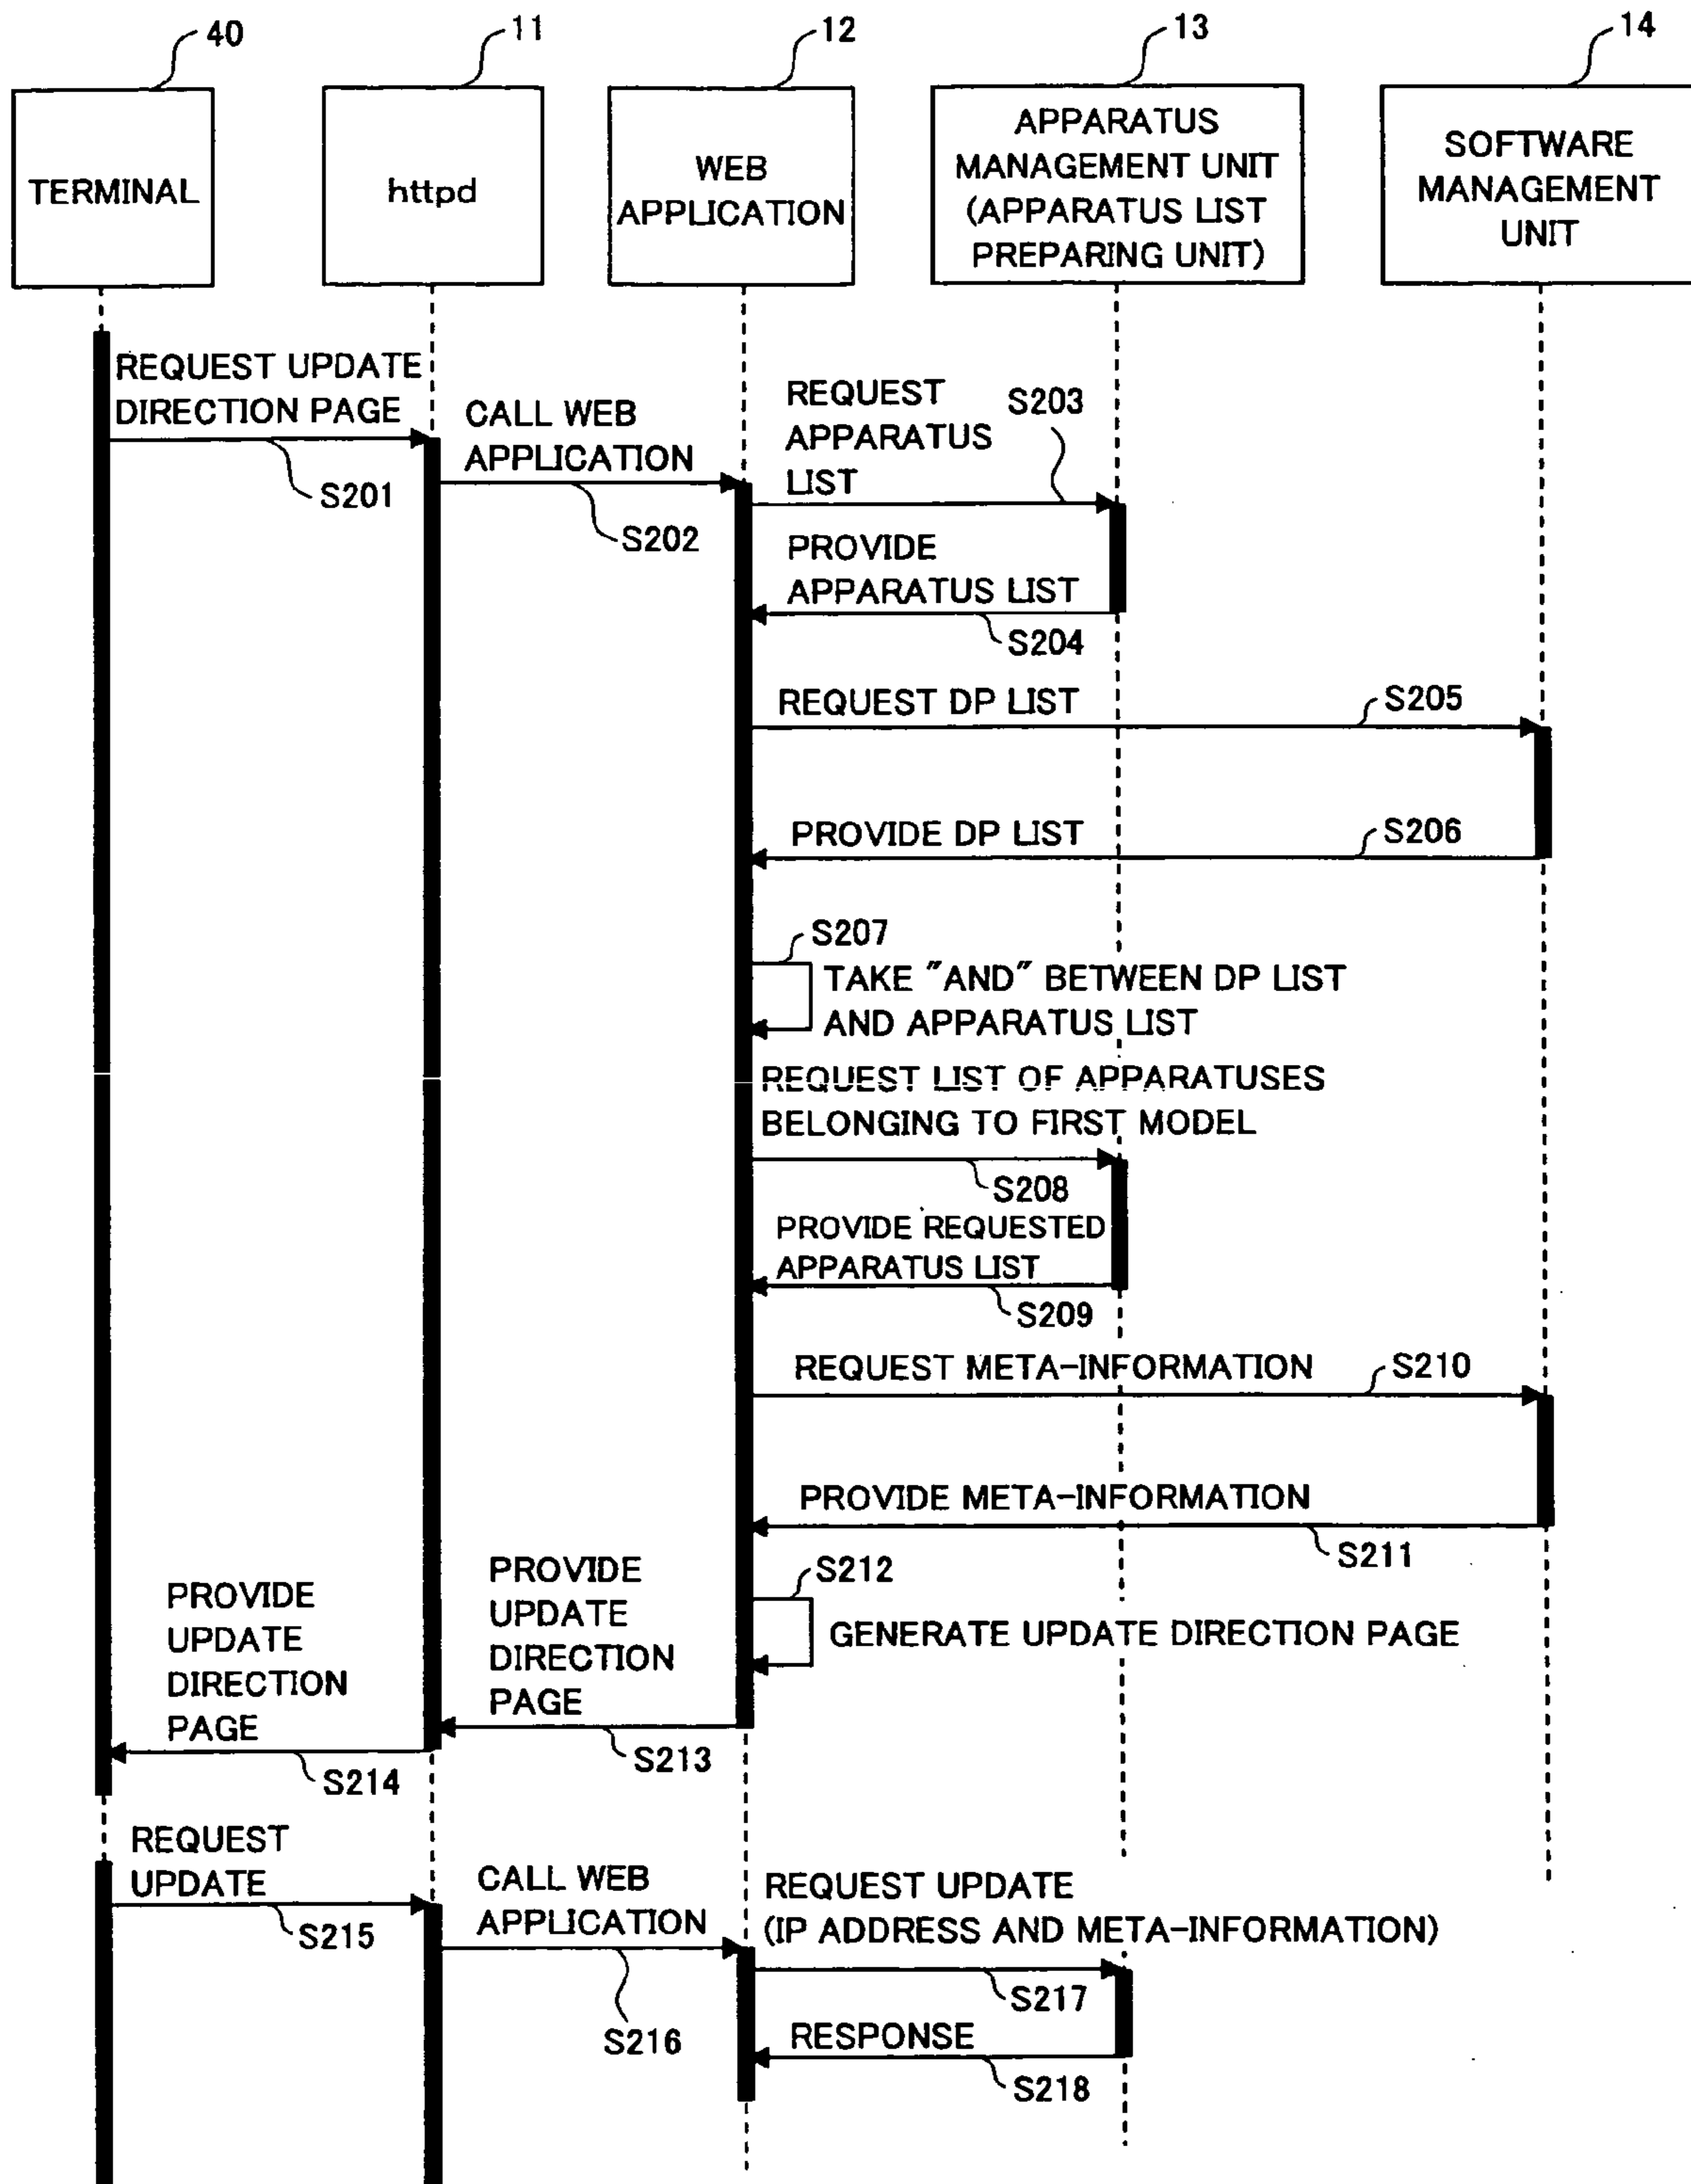 40
11
12
13
14
TERMINAL
httpd
WEB
APPLICATION
APPARATUS
MANAGEMENT UNIT
(APPARATUS LIST
PREPARING UNIT)
SOFTWARE
MANAGEMENT
UNIT
REQUEST UPDATE
DIRECTION PAGE
S201
CALL WEB
APPLICATION
S202
REQUEST
APPARATUS
LIST
S203
PROVIDE
APPARATUS LIST
S204
REQUEST DP LIST
S205
PROVIDE DP LIST
S206
S207
TAKE "AND" BETWEEN DP LIST
AND APPARATUS LIST
REQUEST LIST OF APPARATUSES
BELONGING TO FIRST MODEL
S208
PROVIDE REQUESTED
APPARATUS LIST
S209
REQUEST META-INFORMATION
S210
PROVIDE META-INFORMATION
S211
S212
GENERATE UPDATE DIRECTION PAGE
PROVIDE
UPDATE
DIRECTION
PAGE
S213
PROVIDE
UPDATE
DIRECTION
PAGE
S214
REQUEST
UPDATE
S215
CALL WEB
APPLICATION
S216
REQUEST UPDATE
(IP ADDRESS AND META-INFORMATION)
S217
RESPONSE
S218